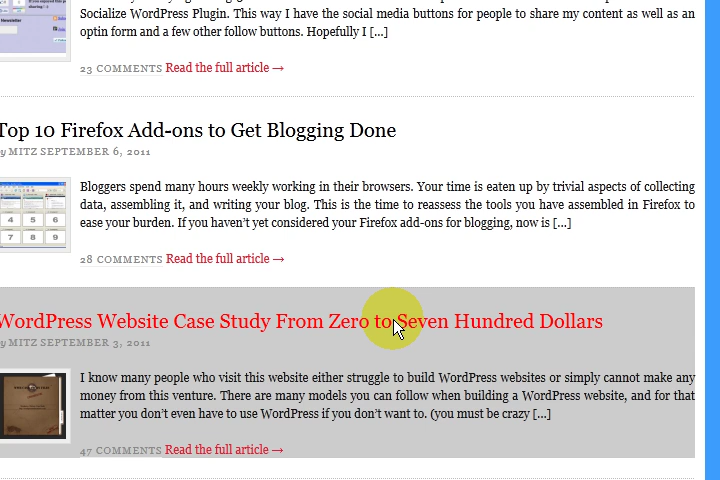 Socialize WordPress Plugin. This way I have the social media buttons for people to share my content as well as an
optin form and a few other follow buttons. Hopefully I [...]
23 COMMENTS Read the full article →
Top 10 Firefox Add-ons to Get Blogging Done
by MITZ SEPTEMBER 6, 2011
Bloggers spend many hours weekly working in their browsers. Your time is eaten up by trivial aspects of collecting
data, assembling it, and writing your blog. This is the time to reassess the tools you have assembled in Firefox to
ease your burden. If you haven't yet considered your Firefox add-ons for blogging, now is [...]
4 5 6
7 8 9
28 COMMENTS Read the full article →
WordPress Website Case Study From Zero to Seven Hundred Dollars
by MITZ SEPTEMBER 3, 2011
I know many people who visit this website either struggle to build WordPress websites or simply cannot make any
money from this venture. There are many models you can follow when building a WordPress website, and for that
matter you don't even have to use WordPress if you don't want to. (you must be crazy [...]
47 COMMENTS Read the full article →